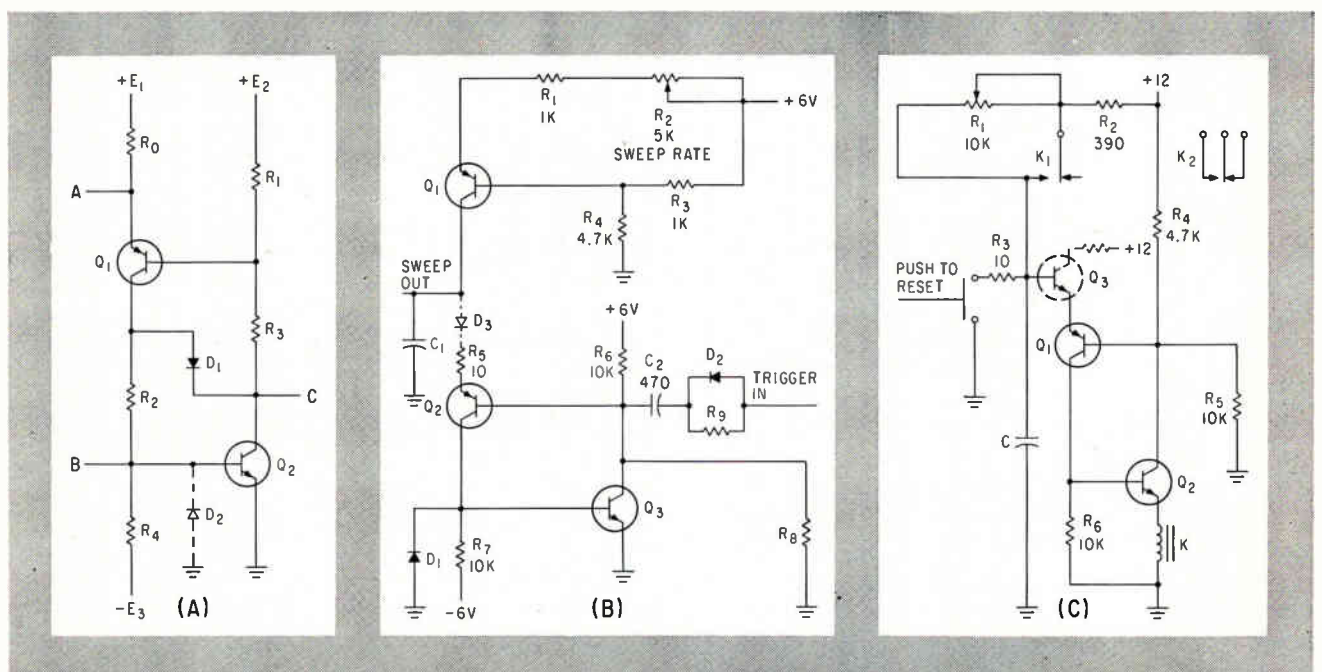 +E1
+E2
R0
R1
A
Q1
R3
D1
C
R2
B
Q2
D2
R4
-E3
(A)
R1
1K
R2
5K
SWEEP RATE
+6V
Q1
R3
1K
R4
4.7K
SWEEP
OUT
D3
+6V
C1
R5
10
R6
10K
C2
470
D2
TRIGGER
IN
R9
Q2
Q3
R8
D1
R7
10K
-6V
(B)
+12
R1
10K
R2
390
K1
K2
R4
4.7K
R3
10
+12
PUSH TO
RESET
Q3
Q1
R5
10K
C
Q2
R6
10K
K
(C)